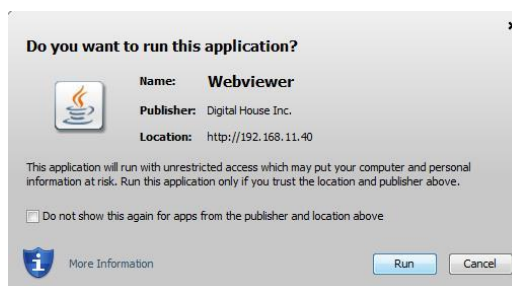 Do you want to run this application?
Name: Webviewer
Publisher: Digital House Inc.
Location: http://192.168.11.40
This application will run with unrestricted access which may put your computer and personal
information at risk. Run this application only if you trust the location and publisher above.
Do not show this again for apps from the publisher and location above
More Information
Run Cancel